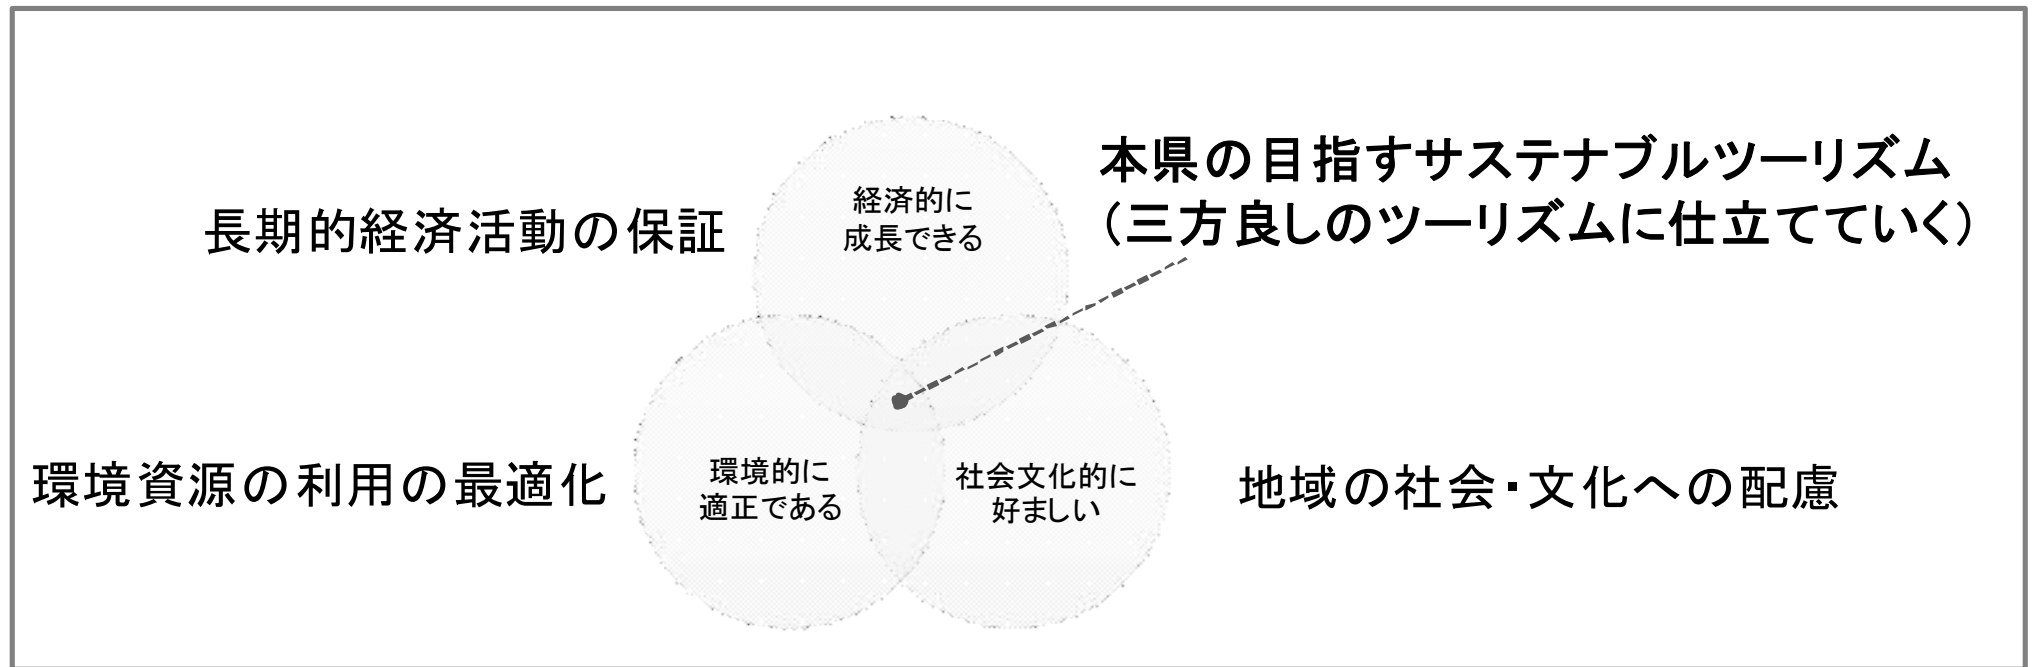 本県の目指すサステナブルツーリズム
（三方良しのツーリズムに仕立てていく）
長期的経済活動の保証
経済的に
成長できる
環境資源の利用の最適化
環境的に
適正である
社会文化的に
好ましい
地域の社会・文化への配慮